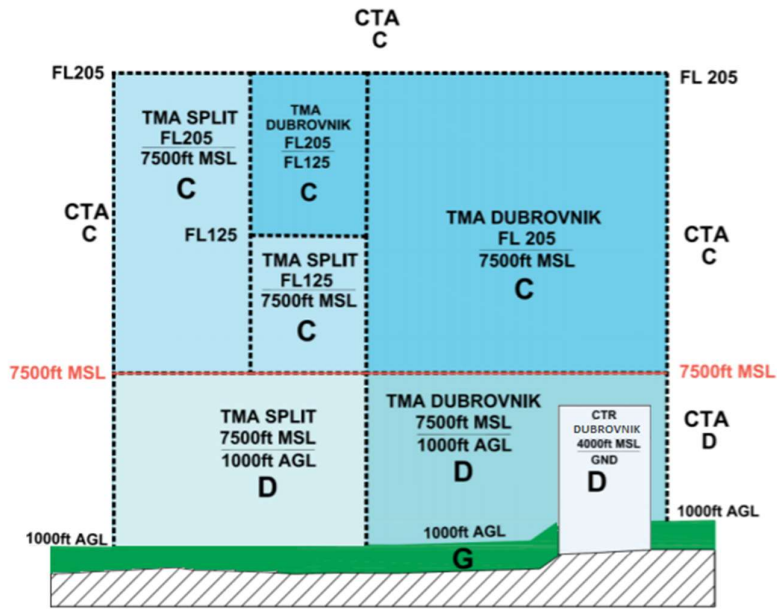 CTA
C
FL205
FL 205
TMA SPLIT
FL205
7500ft MSL
C
TMA
DUBROVNIK
FL205
FL125
C
CTA
C
FL125
TMA SPLIT
FL125
7500ft MSL
C
TMA DUBROVNIK
FL 205
7500ft MSL
C
CTA
C
7500ft MSL
7500ft MSL
TMA SPLIT
7500ft MSL
1000ft AGL
D
TMA DUBROVNIK
7500ft MSL
1000ft AGL
D
CTR
DUBROVNIK
4000ft MSL
GND
D
CTA
D
1000ft AGL
1000ft AGL
1000ft AGL
G